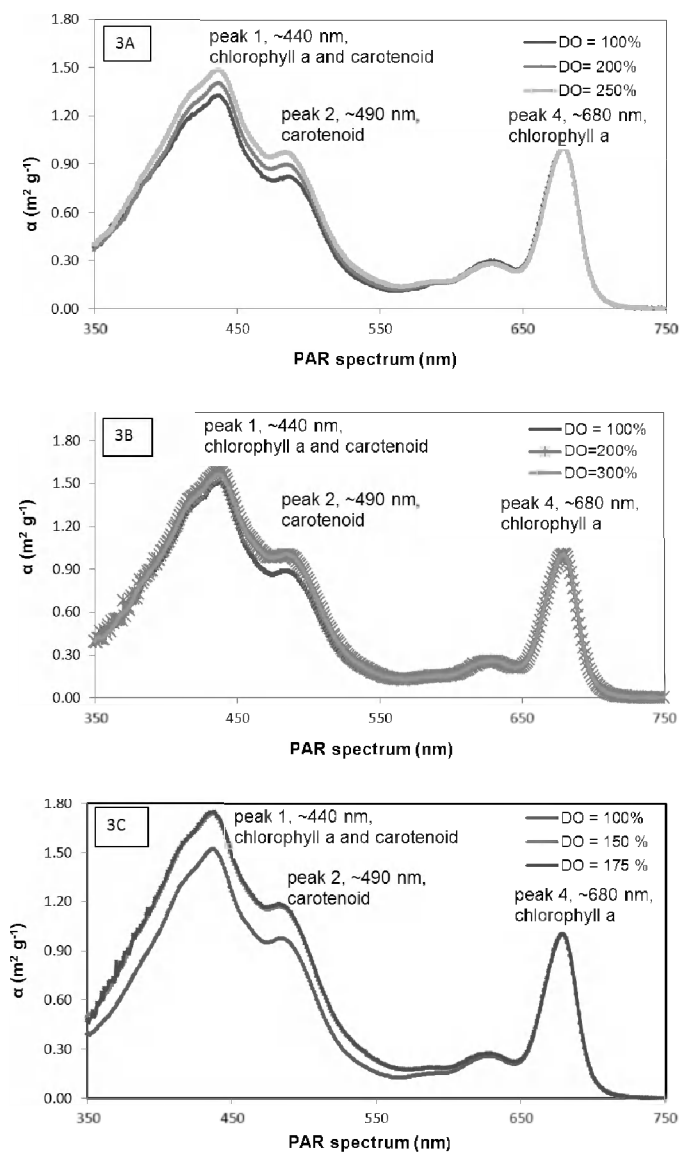 3A
peak 1, ~440 nm,
chlorophyll a and carotenoid
peak 2, ~490 nm,
carotenoid
peak 4, ~680 nm,
chlorophyll a
DO = 100%
DO = 200%
DO= 250%
α (m² g⁻¹)
1.80
1.50
1.20
0.90
0.60
0.30
0.00
350
450
550
650
750
PAR spectrum (nm)
3B
peak 1, ~440 nm,
chlorophyll a and carotenoid
peak 2, ~490 nm,
carotenoid
peak 4, ~680 nm,
chlorophyll a
DO = 100%
DO=200%
DO=300%
α (m² g⁻¹)
1.80
1.50
1.20
0.90
0.60
0.30
0.00
350
450
550
650
750
PAR spectrum (nm)
3C
peak 1, ~440 nm,
chlorophyll a and carotenoid
peak 2, ~490 nm,
carotenoid
peak 4, ~680 nm,
chlorophyll a
DO = 100%
DO = 150 %
DO = 175 %
α (m² g⁻¹)
1.80
1.50
1.20
0.90
0.60
0.30
0.00
350
450
550
650
750
PAR spectrum (nm)